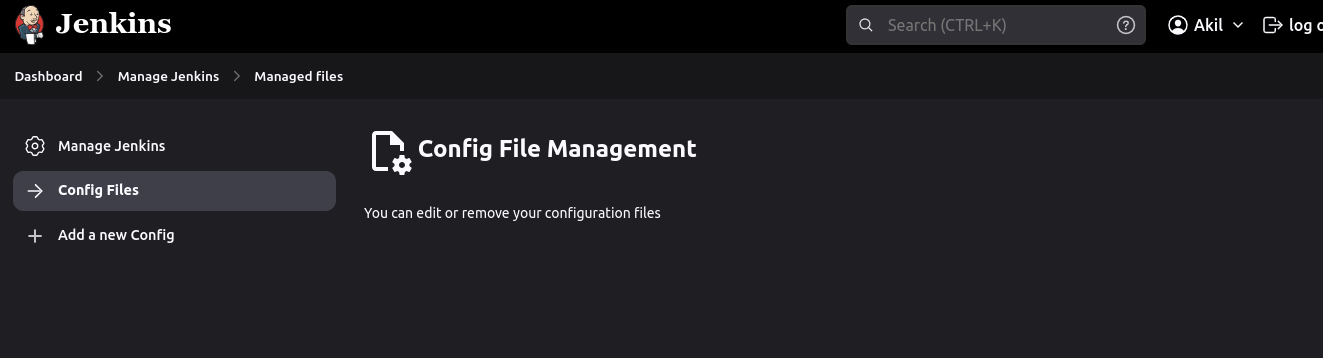 Jenkins
Search (CTRL+K)
Akil
log
Dashboard
Manage Jenkins
Managed files
Manage Jenkins
Config Files
Add a new Config
Config File Management
You can edit or remove your configuration files